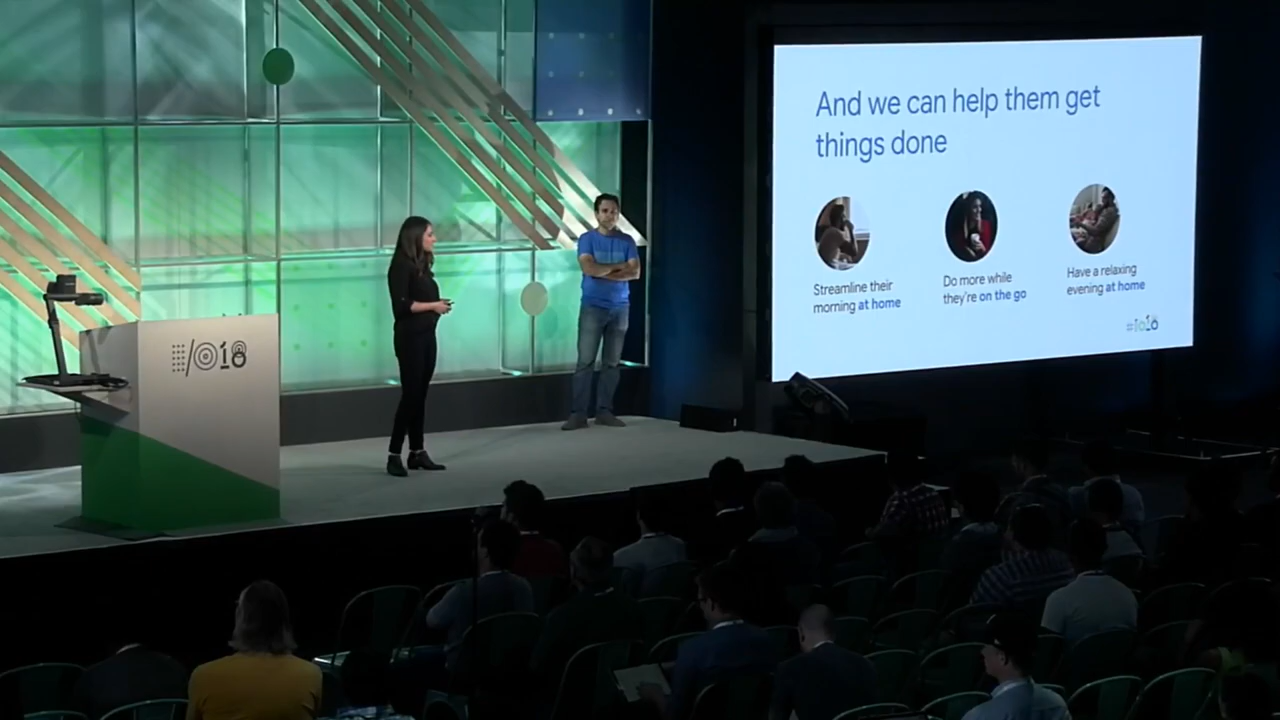 I/O18
And we can help them get
things done
Streamline their
morning at home
Do more while
they're on the go
Have a relaxing
evening at home
#io18